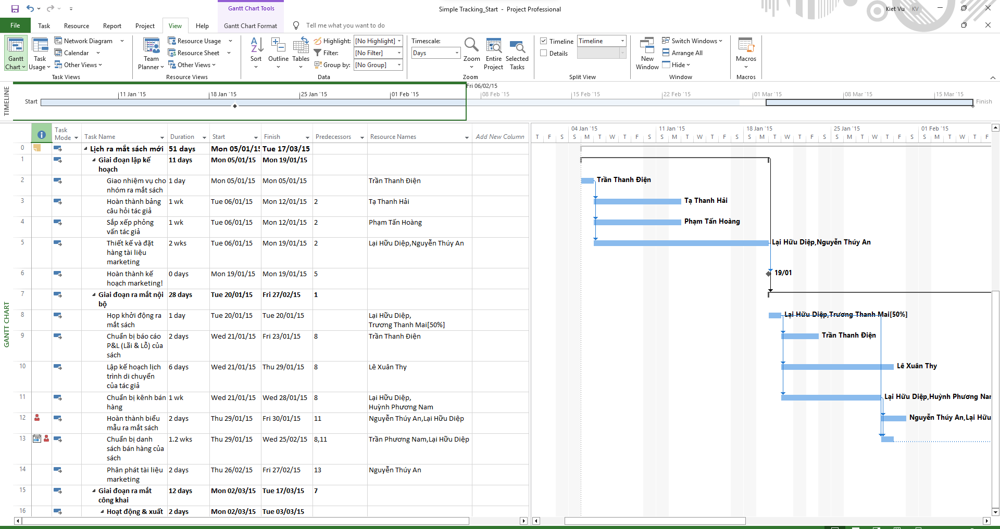 Gantt Chart Tools
Simple Tracking_Start - Project Professional
Kiet Vu KV
File Task Resource Report Project View Help Gantt Chart Format Tell me what you want to do
Gantt Chart
Task Usage
Network Diagram
Calendar
Other Views
Task Views
Team Planner
Resource Usage
Resource Sheet
Other Views
Resource Views
Sort
Outline
Tables
Highlight: [No Highlight]
Filter: [No Filter]
Group by: [No Group]
Data
Timescale:
Days
Zoom
Entire Project
Selected Tasks
Zoom
Timeline Timeline
Details
Split View
New Window
Switch Windows
Arrange All
Hide
Window
Macros
Macros
TIMELINE
Fri 06/02/15
11 Jan '15 18 Jan '15 25 Jan '15 01 Feb '15 08 Feb '15 15 Feb '15 22 Feb '15 01 Mar '15 08 Mar '15 15 Mar '15
Start
Finish
GANTT CHART
Task Mode Task Name Duration Start Finish Predecessors Resource Names Add New Column
0 Lịch ra mắt sách mới 51 days Mon 05/01/15 Tue 17/03/15
1 Giai đoạn lập kế hoạch 11 days Mon 05/01/15 Mon 19/01/15
2 Giao nhiệm vụ cho nhóm ra mắt sách 1 day Mon 05/01/15 Mon 05/01/15 Trần Thanh Điện
3 Hoàn thành bảng câu hỏi tác giả 1 wk Tue 06/01/15 Mon 12/01/15 2 Tạ Thanh Hải
4 Sắp xếp phỏng vấn tác giả 1 wk Tue 06/01/15 Mon 12/01/15 2 Phạm Tấn Hoàng
5 Thiết kế và đặt hàng tài liệu marketing 2 wks Tue 06/01/15 Mon 19/01/15 2 Lại Hữu Diệp,Nguyễn Thúy An
6 Hoàn thành kế hoạch marketing! 0 days Mon 19/01/15 Mon 19/01/15 5
7 Giai đoạn ra mắt nội bộ 28 days Tue 20/01/15 Fri 27/02/15 1
8 Họp khởi động ra mắt sách 1 day Tue 20/01/15 Tue 20/01/15 Lại Hữu Diệp, Trương Thanh Mai[50%]
9 Chuẩn bị báo cáo P&L (Lãi & Lỗ) của sách 2 days Wed 21/01/15 Fri 23/01/15 8 Trần Thanh Điện
10 Lập kế hoạch lịch trình di chuyển của tác giả 6 days Wed 21/01/15 Thu 29/01/15 8 Lê Xuân Thy
11 Chuẩn bị kênh bán hàng 1 wk Wed 21/01/15 Wed 28/01/15 8 Lại Hữu Diệp, Huỳnh Phương Nam
12 Hoàn thành biểu mẫu ra mắt sách 2 days Thu 29/01/15 Fri 30/01/15 11 Nguyễn Thúy An,Lại Hữu Diệp
13 Chuẩn bị danh sách bán hàng của sách 1.2 wks Thu 29/01/15 Wed 25/02/15 8,11 Trần Phương Nam,Lại Hữu Diệp
14 Phân phát tài liệu marketing 2 days Thu 26/02/15 Fri 27/02/15 13 Nguyễn Thúy An
15 Giai đoạn ra mắt công khai 12 days Mon 02/03/15 Tue 17/03/15 7
16 Hoạt động & xuất 2 days Mon 02/03/15 Tue 03/03/15
04 Jan '15 11 Jan '15 18 Jan '15 25 Jan '15 01 Feb '15
T F S S M T W T F S S M T W T F S S M T W T F S S M T W T F S S M T W T F
Trần Thanh Điện
Tạ Thanh Hải
Phạm Tấn Hoàng
Lại Hữu Diệp,Nguyễn Thúy An
19/01
Lại Hữu Diệp,Trương Thanh Mai[50%]
Trần Thanh Điện
Lê Xuân Thy
Lại Hữu Diệp,Huỳnh Phương Nam
Nguyễn Thúy An,Lại Hữu